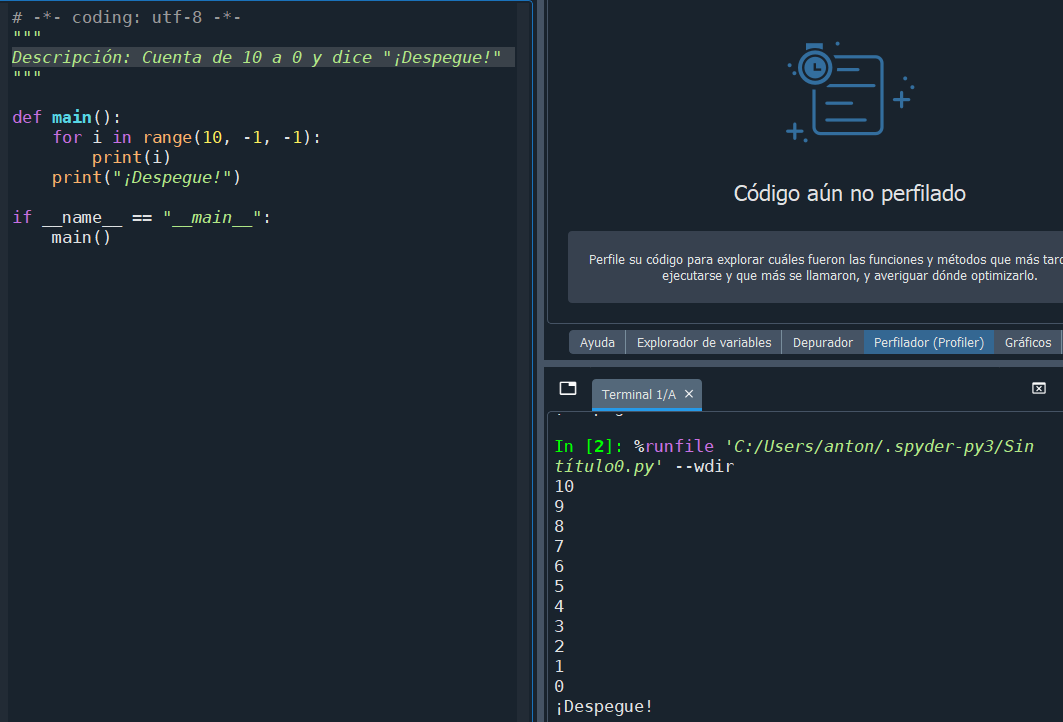 # -*- coding: utf-8 -*-
"""
Descripción: Cuenta de 10 a 0 y dice "¡Despegue!"
"""
def main():
    for i in range(10, -1, -1):
        print(i)
    print("¡Despegue!")
if __name__ == "__main__":
    main()
Código aún no perfilado
Perfile su código para explorar cuáles fueron las funciones y métodos que más
ejecutarse y que más se llamaron, y averiguar dónde optimizarlo.
Ayuda Explorador de variables Depurador Perfilador (Profiler) Gráficos
Terminal 1/A
In [2]: %runfile 'C:/Users/anton/.spyder-py3/Sin
título0.py' --wdir
10
9
8
7
6
5
4
3
2
1
0
¡Despegue!